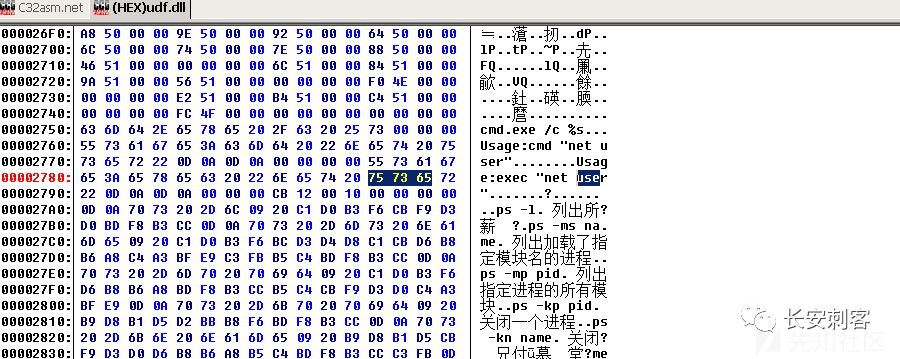 C32asm.net (HEX)udf.dll
000026F0: A8 50 00 00 9E 50 00 00 92 50 00 00 64 50 00 00 ..dP..
00002700: 6C 50 00 00 74 50 00 00 7E 50 00 00 88 50 00 00 lP..tP..~P..
00002710: 46 51 00 00 00 00 00 00 6C 51 00 00 84 51 00 00 FQ......lQ..
00002720: 9A 51 00 00 56 51 00 00 00 00 00 00 F0 4E 00 00 VQ......
00002730: 00 00 00 00 E2 51 00 00 B4 51 00 00 C4 51 00 00
00002740: 00 00 00 00 FC 4F 00 00 00 00 00 00 00 00 00 00
00002750: 63 6D 64 2E 65 78 65 20 2F 63 20 25 73 00 00 00 cmd.exe /c %s...
00002760: 55 73 61 67 65 3A 63 6D 64 20 22 6E 65 74 20 75 Usage:cmd "net u
00002770: 73 65 72 22 0D 0A 0D 0A 00 00 00 00 55 73 61 67 ser"........Usag
00002780: 65 3A 65 78 65 63 20 22 6E 65 74 20 75 73 65 72 e:exec "net user
00002790: 22 0D 0A 0D 0A 00 00 00 CB 12 00 10 00 00 00 00 ".......?......
000027A0: 0D 0A 70 73 20 2D 6C 09 20 C1 D0 B3 F6 CB F9 D3 ..ps -l. 列出所?
000027B0: D0 BD F8 B3 CC 0D 0A 70 73 20 2D 6D 73 20 6E 61 薪 ?.ps -ms na
000027C0: 6D 65 09 20 C1 D0 B3 F6 BC D3 D4 D8 C1 CB D6 B8 me. 列出加载了指
000027D0: B6 A8 C4 A3 BF E9 C3 FB B5 C4 BD F8 B3 CC 0D 0A 定模块名的进程..
000027E0: 70 73 20 2D 6D 70 20 70 69 64 09 20 C1 D0 B3 F6 ps -mp pid. 列出
000027F0: D6 B8 B6 A8 BD F8 B3 CC B5 C4 CB F9 D3 D0 C4 A3 指定进程的所有模
00002800: BF E9 0D 0A 70 73 20 2D 6B 70 20 70 69 64 09 20 块..ps -kp pid.
00002810: B9 D8 B1 D5 D2 BB B8 F6 BD F8 B3 CC 0D 0A 70 73 关闭一个进程..ps
00002820: 20 2D 6B 6E 20 6E 61 6D 65 09 20 B9 D8 B1 D5 CB -kn name. 关闭?
00002830: F9 D3 D0 D6 B8 B6 A8 B5 C4 BD F8 B3 CC C3 FB 0D
长安刺客
先知社区